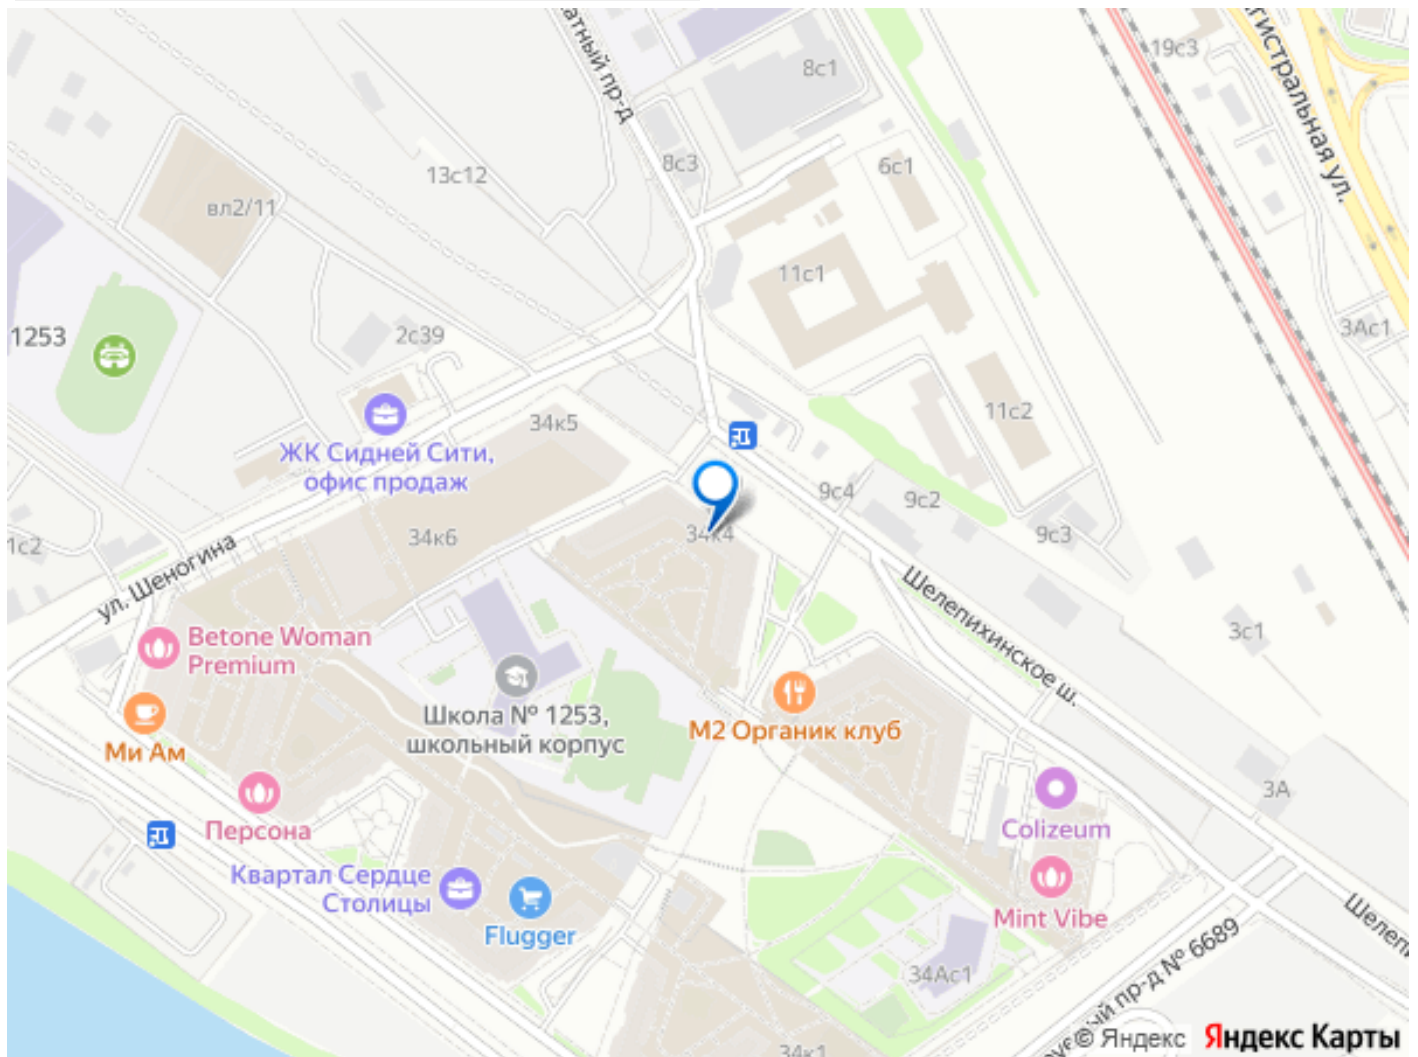 атный пр-д
8с1
19с3
гистральная ул.
13с12
8с3
6с1
вл2/11
11с1
1253
2с39
3Ас1
34к5
11с2
ЖК Сидней Сити,
офис продаж
9с4
9с2
34к6
34к4
9с3
1с2
ул. Шеногина
Шелепихинское ш.
3с1
Betone Woman
Premium
Школа № 1253,
школьный корпус
М2 Органик клуб
Ми Ам
3А
Персона
Colizeum
Квартал Сердце
Столицы
Flugger
Mint Vibe
Шелепи
34Ас1
ый пр-д № 6689
34к1
© Яндекс
Яндекс Карты